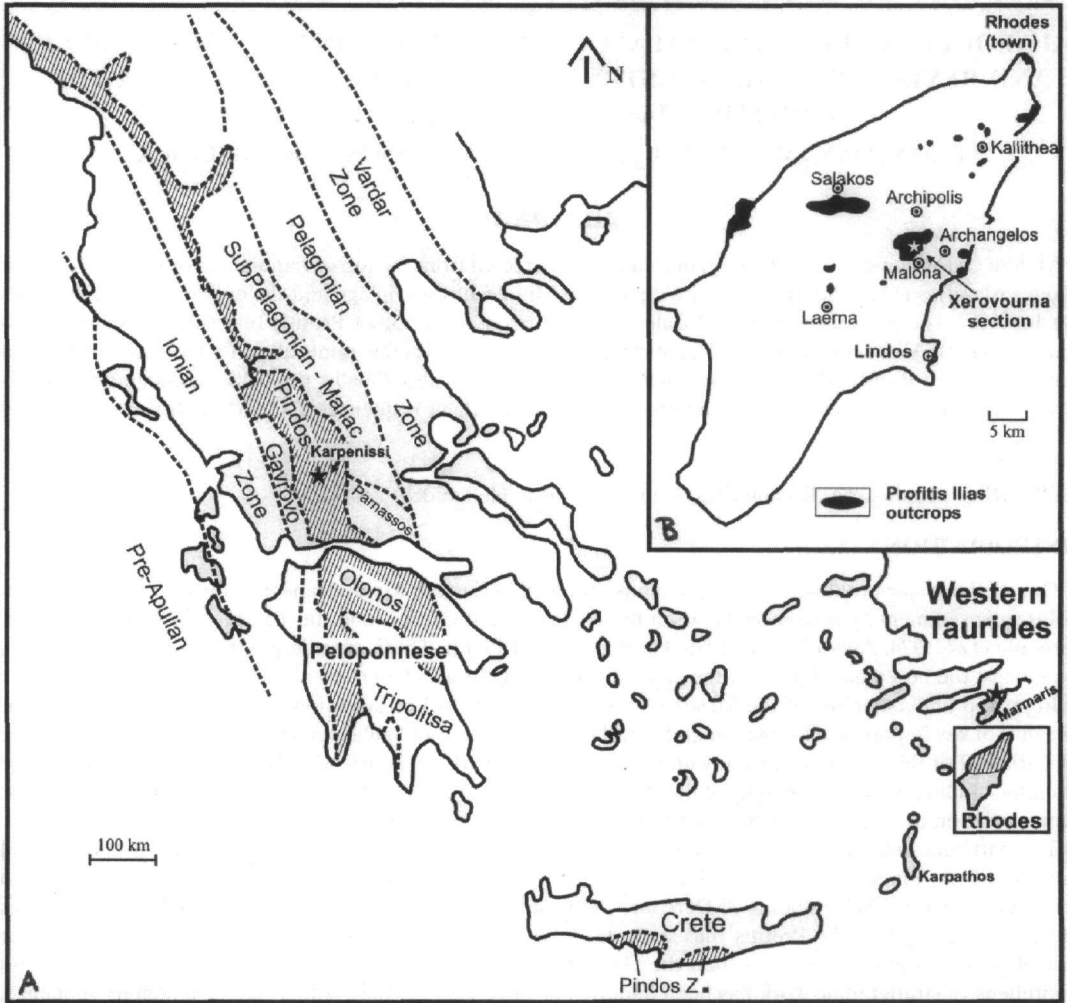 N
Vardar
Zone
Pelagonian
Zone
SubPelagonian - Maliac
Ionian
Zone
Pindos
Karpenissi
Gavrovo
Parnassos
Pre-Apulian
Olonos
Peloponnese
Tripolitsa
100 km
Crete
Pindos Z.
A
Western
Taurides
Marmaris
Rhodes
Karpathos
Rhodes
(town)
Kallithea
Salakos
Archipolis
Archangelos
Malona
Xerovourna
section
Laerna
Lindos
5 km
Profitis Ilias
outcrops
B